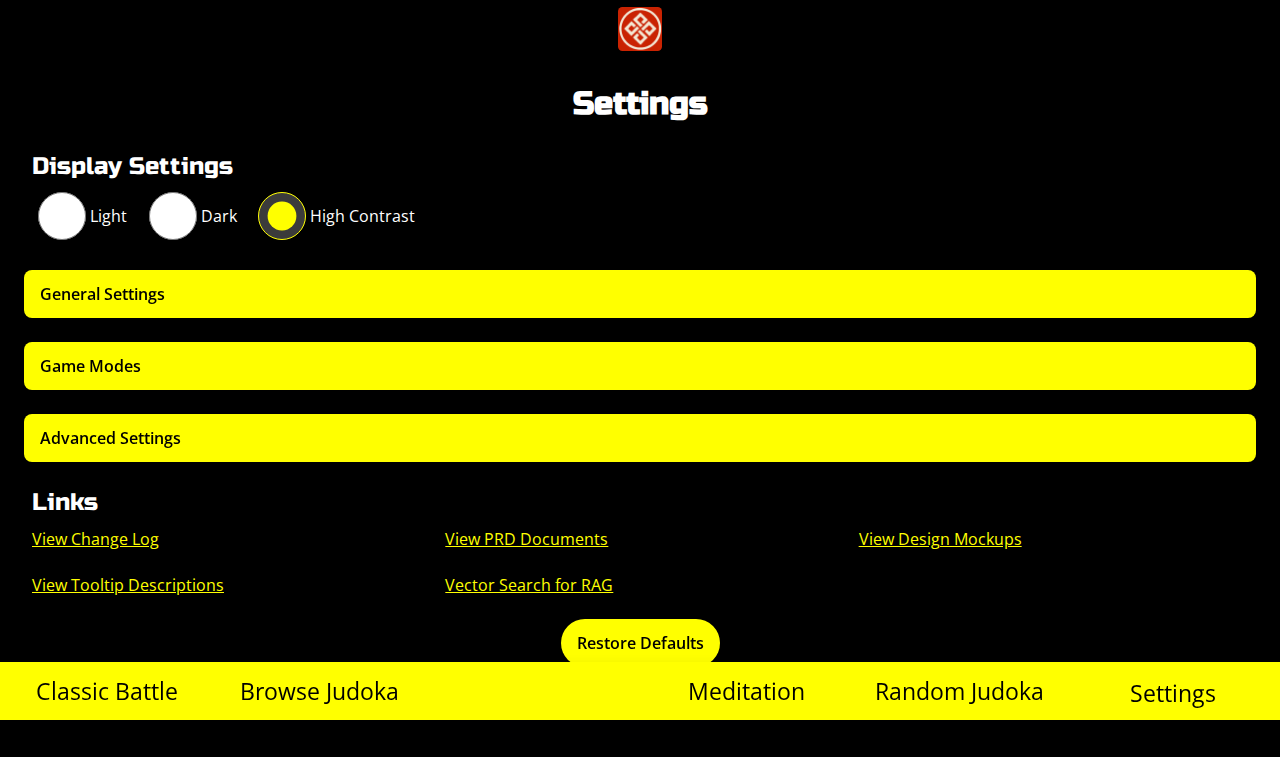 Settings
Display Settings
Light Dark High Contrast
General Settings
Game Modes
Advanced Settings
Links
View Change Log View PRD Documents View Design Mockups
View Tooltip Descriptions Vector Search for RAG
Restore Defaults
Classic Battle Browse Judoka Meditation Random Judoka Settings